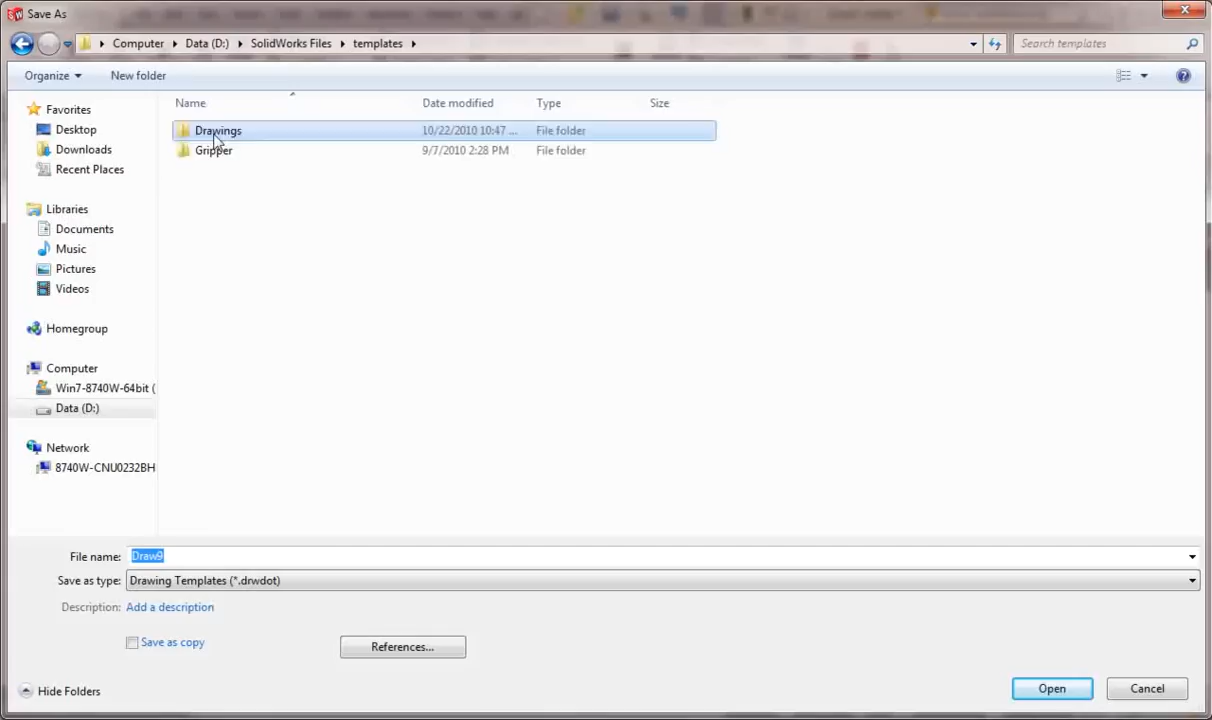 Save As
Computer Data (D:) SolidWorks Files templates Search templates
Organize New folder
Name Date modified Type Size
Drawings 10/22/2010 10:47 ... File folder
Gripper 9/7/2010 2:28 PM File folder
Favorites
Desktop
Downloads
Recent Places
Libraries
Documents
Music
Pictures
Videos
Homegroup
Computer
Win7-8740W-64bit (
Data (D:)
Network
8740W-CNU0232BH
File name: Draw9
Save as type: Drawing Templates (*.drwdot)
Description: Add a description
Save as copy References...
Hide Folders Open Cancel